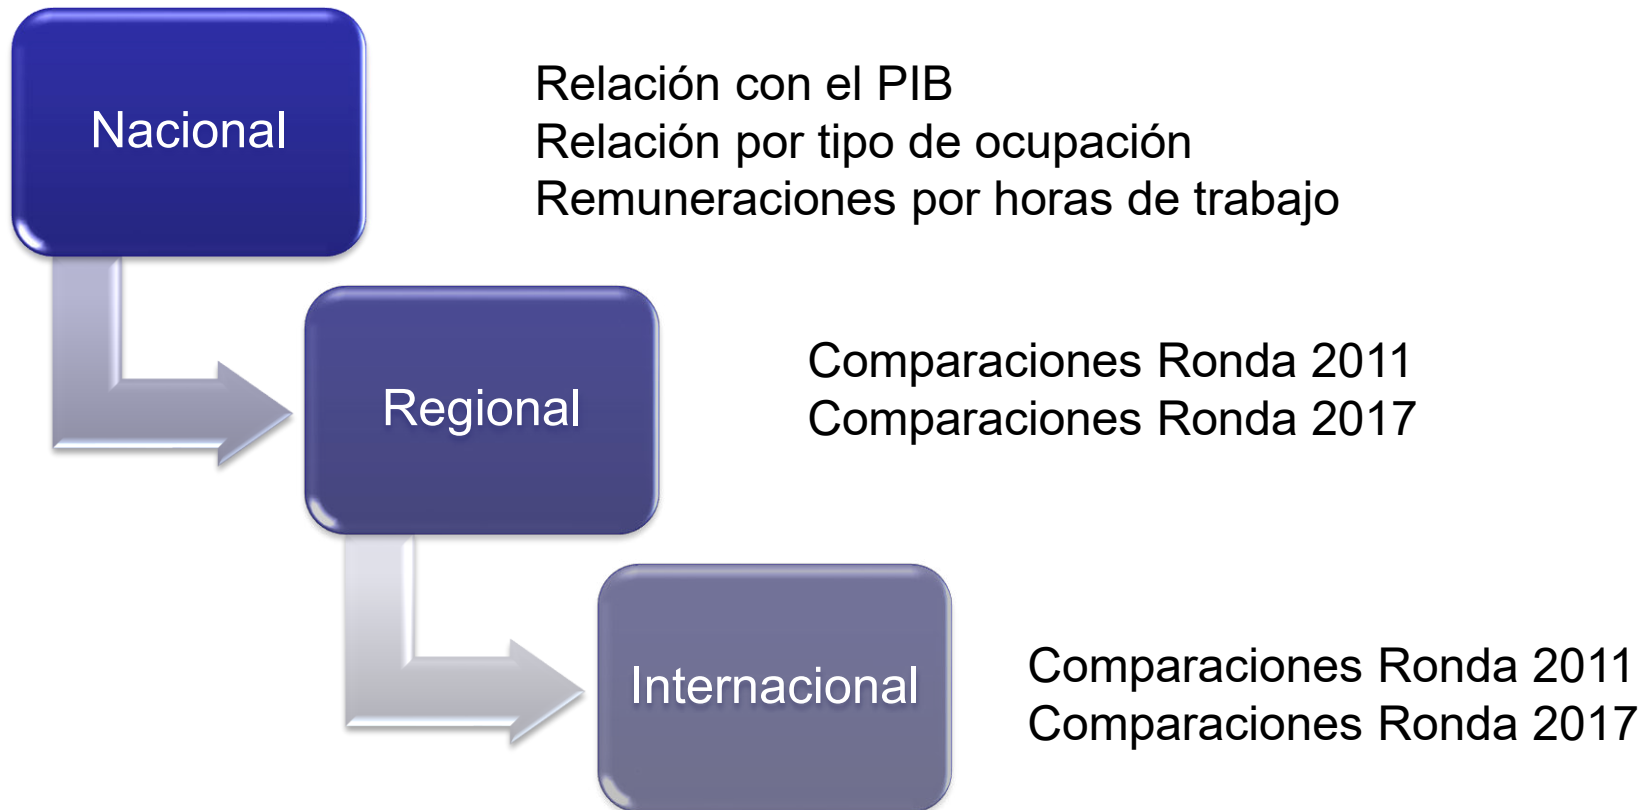 Nacional
Relación con el PIB
Relación por tipo de ocupación
Remuneraciones por horas de trabajo
Regional
Comparaciones Ronda 2011
Comparaciones Ronda 2017
Internacional
Comparaciones Ronda 2011
Comparaciones Ronda 2017